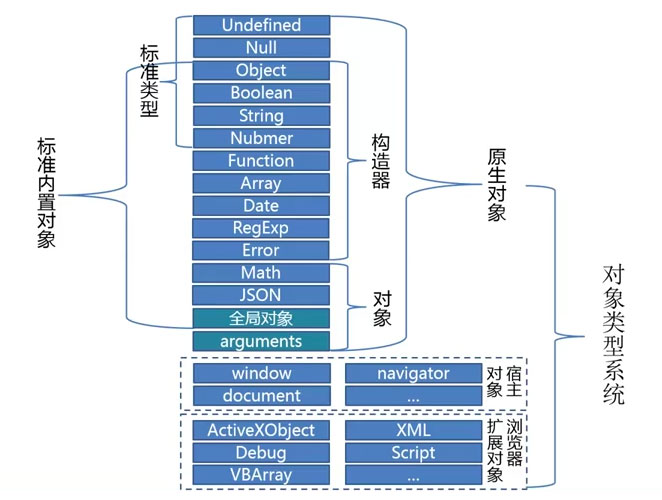 Undefined
Null
Object
Boolean
String
Nubmer
Function
Array
Date
RegExp
Error
Math
JSON
全局对象
arguments
标准类型
标准内置对象
构造器
对象
原生对象
对象类型系统
window
navigator
document
...
宿主
对象
ActiveXObject
XML
Debug
Script
VBArray
...
浏览器
扩展对象